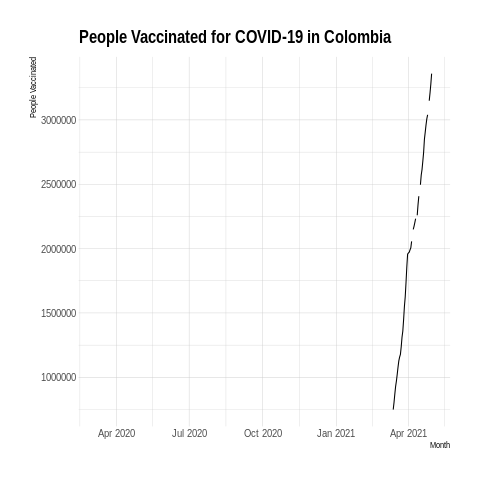 People Vaccinated for COVID-19 in Colombia
People Vaccinated
3000000
2500000
2000000
1500000
1000000
Apr 2020 Jul 2020 Oct 2020 Jan 2021 Apr 2021
Month